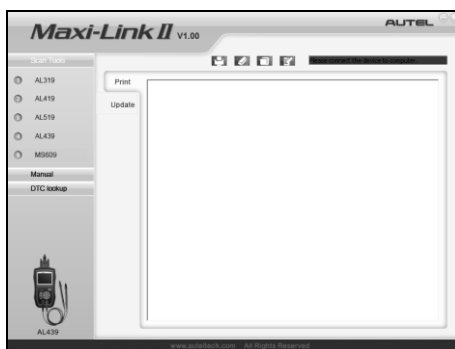 Maxi-Link II V1.00
AUTEL
Scan Tools
Please connect the device to computer.
AL319
AL419
AL519
AL439
MS609
Manual
DTC lookup
Print
Update
AL439
www.auteltech.com All Rights Reserved